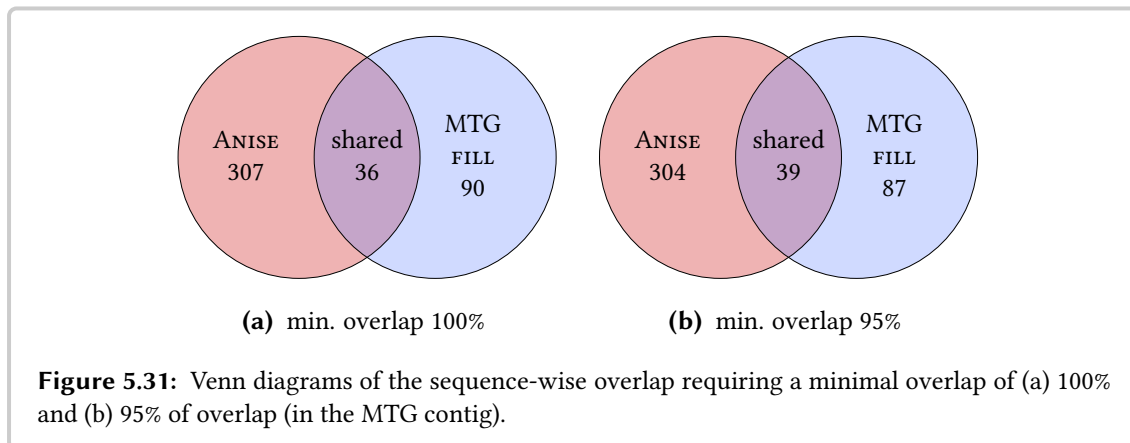 ANISE
307
shared
36
MTG
FILL
90
ANISE
304
shared
39
MTG
FILL
87
(a) min. overlap 100%
(b) min. overlap 95%
Figure 5.31: Venn diagrams of the sequence-wise overlap requiring a minimal overlap of (a) 100%
and (b) 95% of overlap (in the MTG contig).